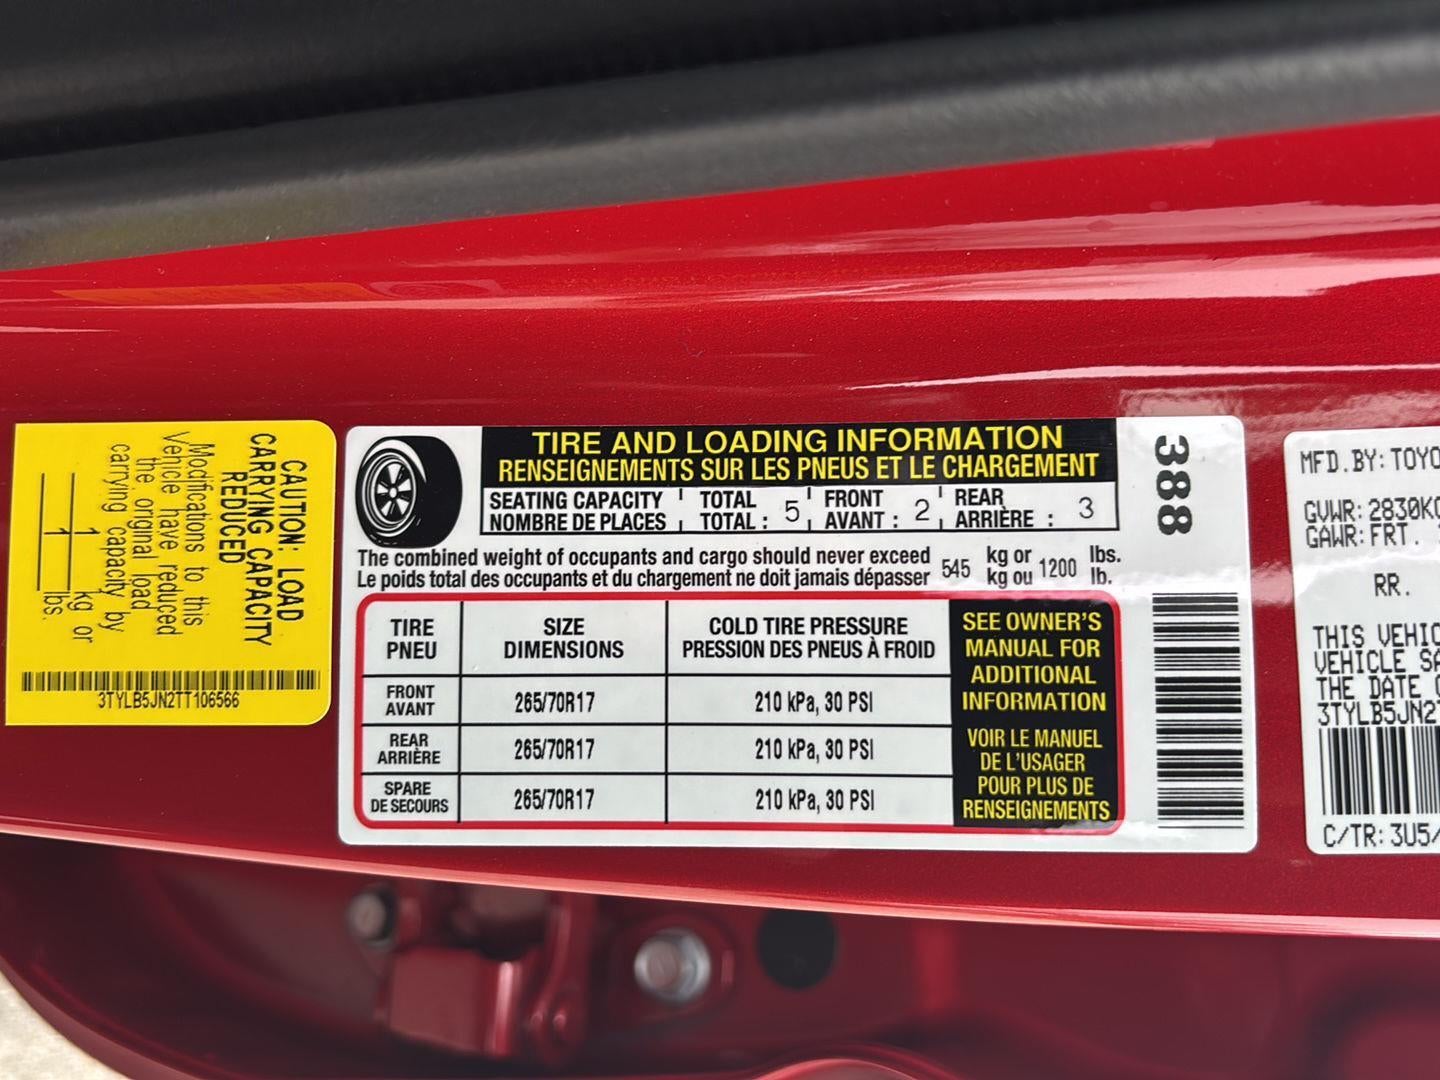 CAUTION: LOAD
CARRYING CAPACITY
REDUCED
Modifications to this
Vehicle have reduced
the original load
carrying capacity by
1 kg or
1 lbs.
3TYLB5JN2TT106566
TIRE AND LOADING INFORMATION
RENSEIGNEMENTS SUR LES PNEUS ET LE CHARGEMENT
SEATING CAPACITY TOTAL FRONT REAR
NOMBRE DE PLACES TOTAL : 5 AVANT : 2 ARRIÈRE : 3
The combined weight of occupants and cargo should never exceed 545 kg or 1200 lbs.
Le poids total des occupants et du chargement ne doit jamais dépasser kg ou lb.
TIRE SIZE COLD TIRE PRESSURE
PNEU DIMENSIONS PRESSION DES PNEUS À FROID
FRONT
AVANT 265/70R17 210 kPa, 30 PSI
REAR
ARRIÈRE 265/70R17 210 kPa, 30 PSI
SPARE
DE SECOURS 265/70R17 210 kPa, 30 PSI
SEE OWNER'S
MANUAL FOR
ADDITIONAL
INFORMATION
VOIR LE MANUEL
DE L'USAGER
POUR PLUS DE
RENSEIGNEMENTS
388
MFD.BY:TOYO
GVWR:2830KG
GAWR:FRT.
RR.
THIS VEHIC
VEHICLE SA
THE DATE O
3TYLB5JN2T
C/TR:3U5/